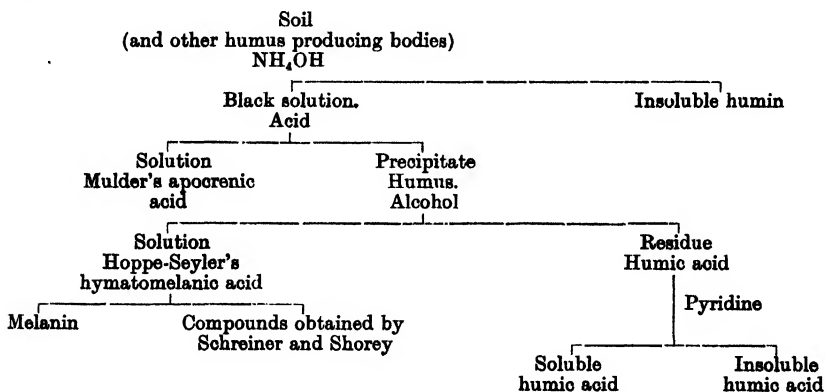 Soil
(and other humus producing bodies)
NH₄OH
Black solution.
Acid
Insoluble humin
Solution
Mulder's apocrenic
acid
Precipitate
Humus.
Alcohol
Solution
Hoppe-Seyler's
hymatomelanic acid
Residue
Humic acid
Melanin
Compounds obtained by
Schreiner and Shorey
Pyridine
Soluble
humic acid
Insoluble
humic acid